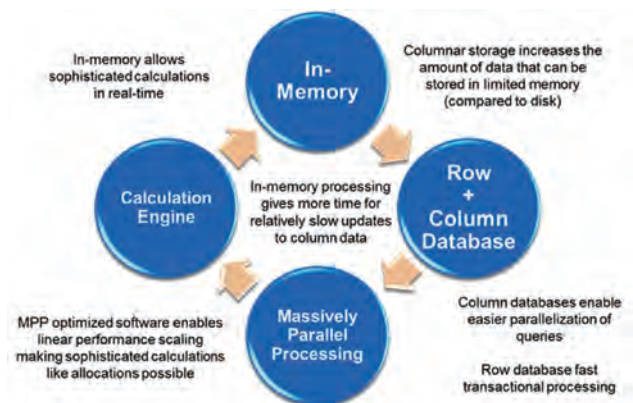 In-memory allows
sophisticated calculations
in real-time
In-
Memory
Columnar storage increases the
amount of data that can be
stored in limited memory
(compared to disk)
Calculation
Engine
In-memory processing
gives more time for
relatively slow updates
to column data
Row
+
Column
Database
MPP optimized software enables
linear performance scaling
making sophisticated calculations
like allocations possible
Massively
Parallel
Processing
Column databases enable
easier parallelization of
queries
Row database fast
transactional processing